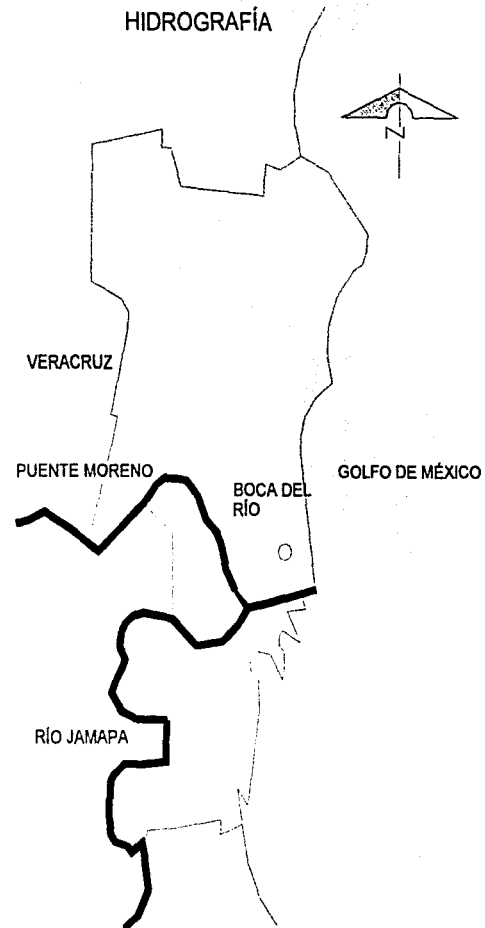 HIDROGRAFÍA
N
VERACRUZ
PUENTE MORENO
BOCA DEL
RÍO
GOLFO DE MÉXICO
RÍO JAMAPA